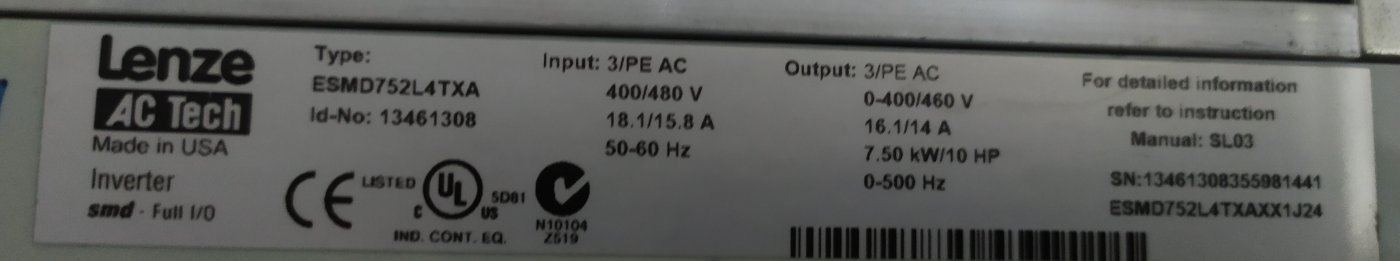 Lenze
AC Tech
Made in USA
Inverter
smd - Full I/O
Type:
ESMD752L4TXA
Id-No: 13461308
CE
LISTED
UL
C
US
5D81
IND. CONT. EQ.
N10104
Z519
Input: 3/PE AC
400/480 V
18.1/15.8 A
50-60 Hz
Output: 3/PE AC
0-400/460 V
16.1/14 A
7.50 kW/10 HP
0-500 Hz
For detailed information
refer to instruction
Manual: SL03
SN:13461308355981441
ESMD752L4TXAXX1J24